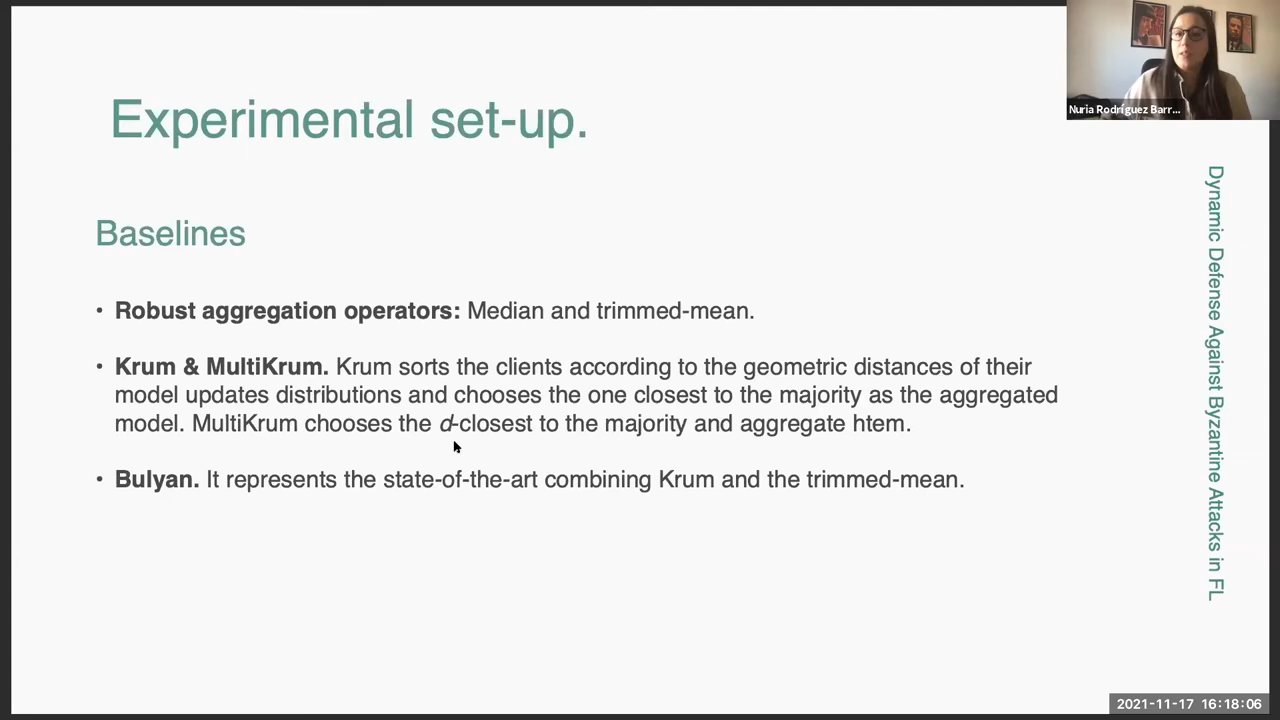 Experimental set-up.
Baselines
• Robust aggregation operators: Median and trimmed-mean.
• Krum & MultiKrum. Krum sorts the clients according to the geometric distances of their
model updates distributions and chooses the one closest to the majority as the aggregated
model. MultiKrum chooses the d-closest to the majority and aggregate htem.
• Bulyan. It represents the state-of-the-art combining Krum and the trimmed-mean.
Dynamic Defense Against Byzantine Attacks in FL
Nuria Rodríguez Barr...
2021-11-17 16:18:06